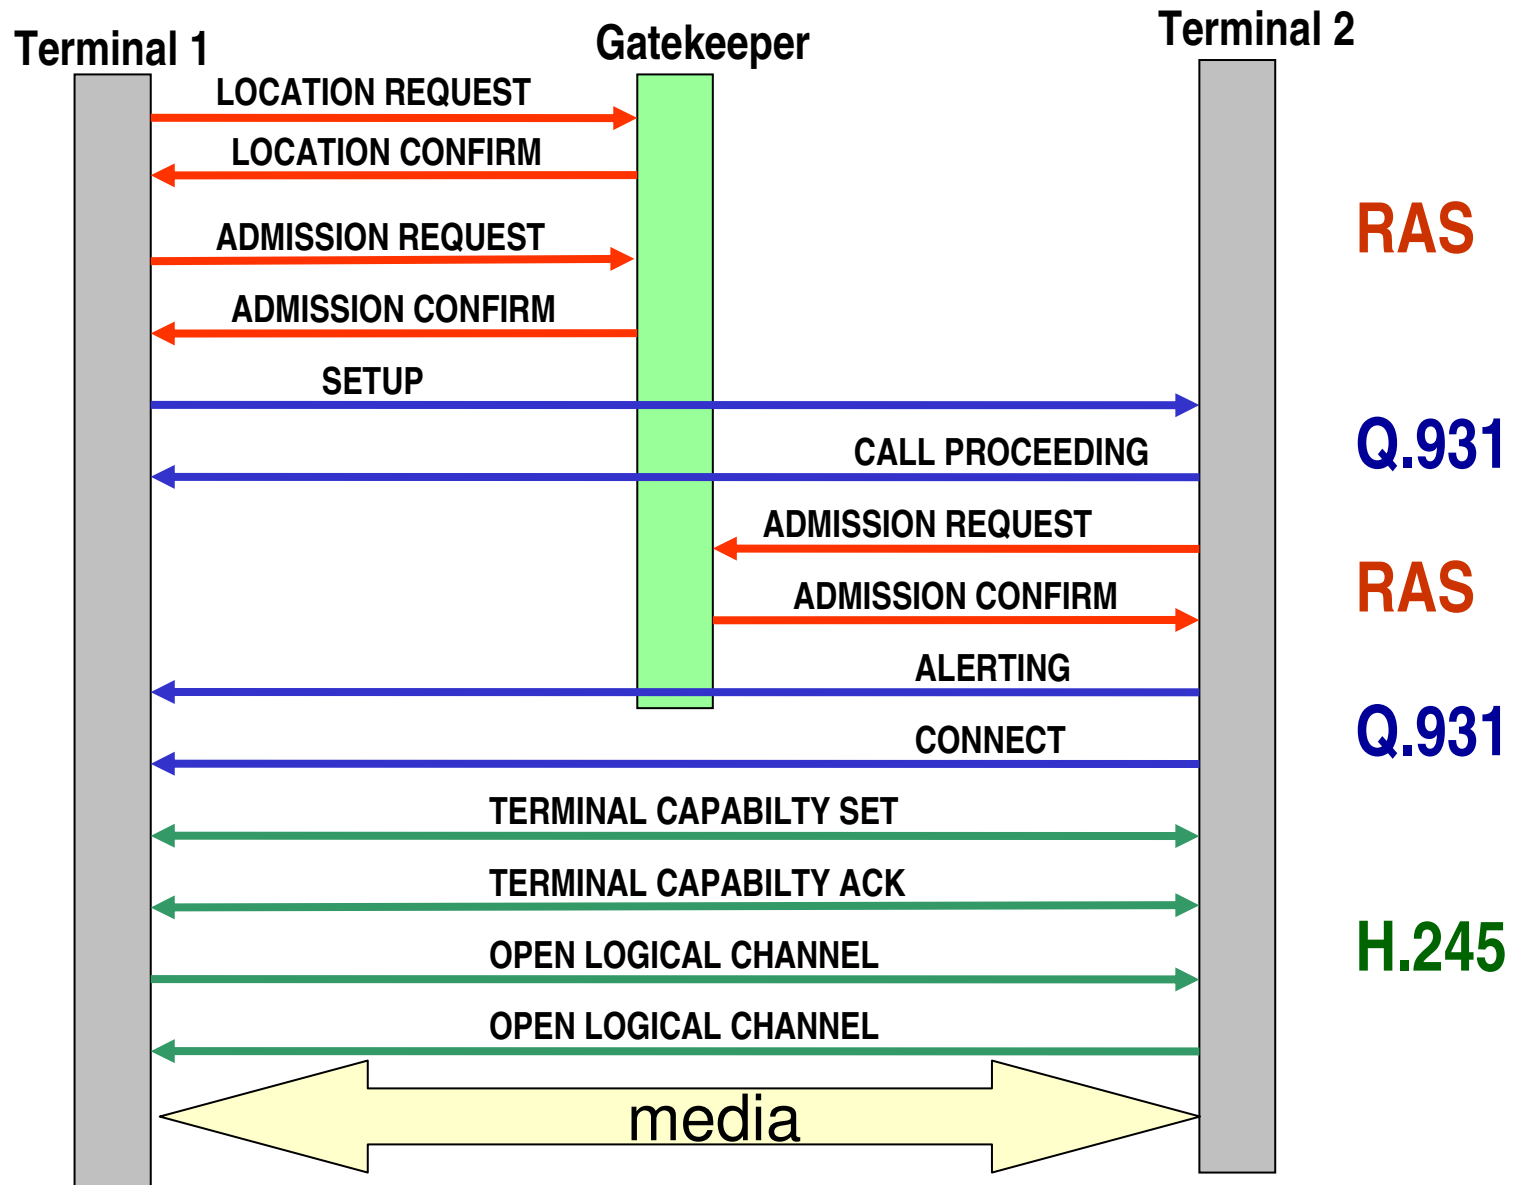 Terminal 1
Gatekeeper
Terminal 2
LOCATION REQUEST
LOCATION CONFIRM
ADMISSION REQUEST
RAS
ADMISSION CONFIRM
SETUP
CALL PROCEEDING
Q.931
ADMISSION REQUEST
ADMISSION CONFIRM
RAS
ALERTING
CONNECT
Q.931
TERMINAL CAPABILTY SET
TERMINAL CAPABILTY ACK
OPEN LOGICAL CHANNEL
H.245
OPEN LOGICAL CHANNEL
media